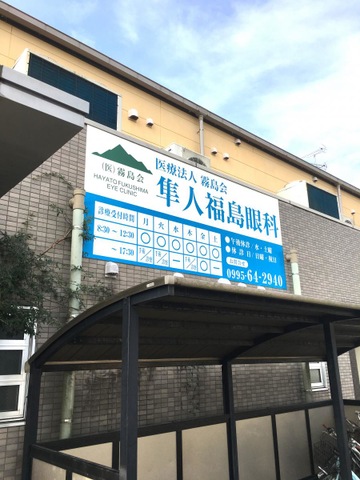 (医)霧島会
HAYATO FUKUSHIMA
EYE CLINIC
医療法人 霧島会
隼人福島眼科
診療受付時間 月 火 水 木 金 土
8:30～12:30 ○ ○ ○ ○ ○ ○
～17:30 ○ ー ○ ー
●午後休診/水・土曜
●休診日/日曜・祝日
0995-64-2940